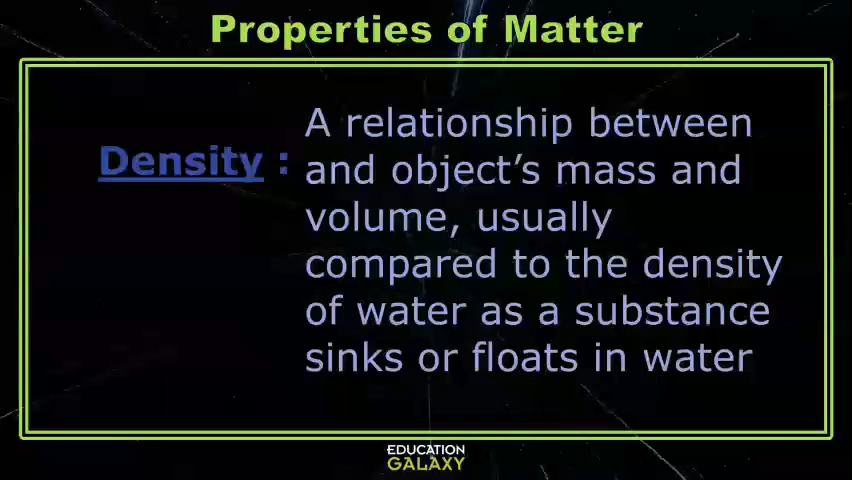 Properties of Matter
Density :
A relationship between
and object’s mass and
volume, usually
compared to the density
of water as a substance
sinks or floats in water
EDUCATION
GALAXY